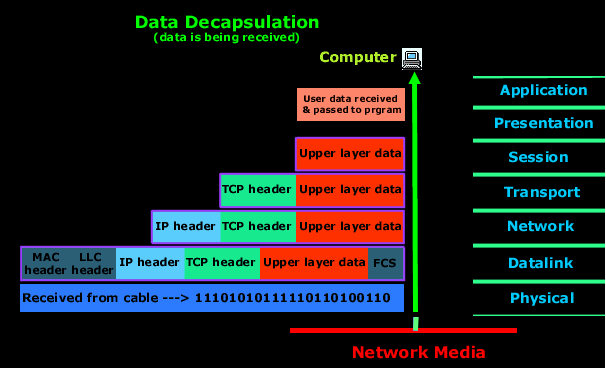 Data Decapsulation
(data is being received)
Computer
User data received
& passed to prgram
Application
Presentation
Upper layer data
Session
TCP header Upper layer data
Transport
IP header TCP header Upper layer data
Network
MAC header LLC header IP header TCP header Upper layer data FCS
Datalink
Received from cable ---> 11101010111110110100110
Physical
Network Media